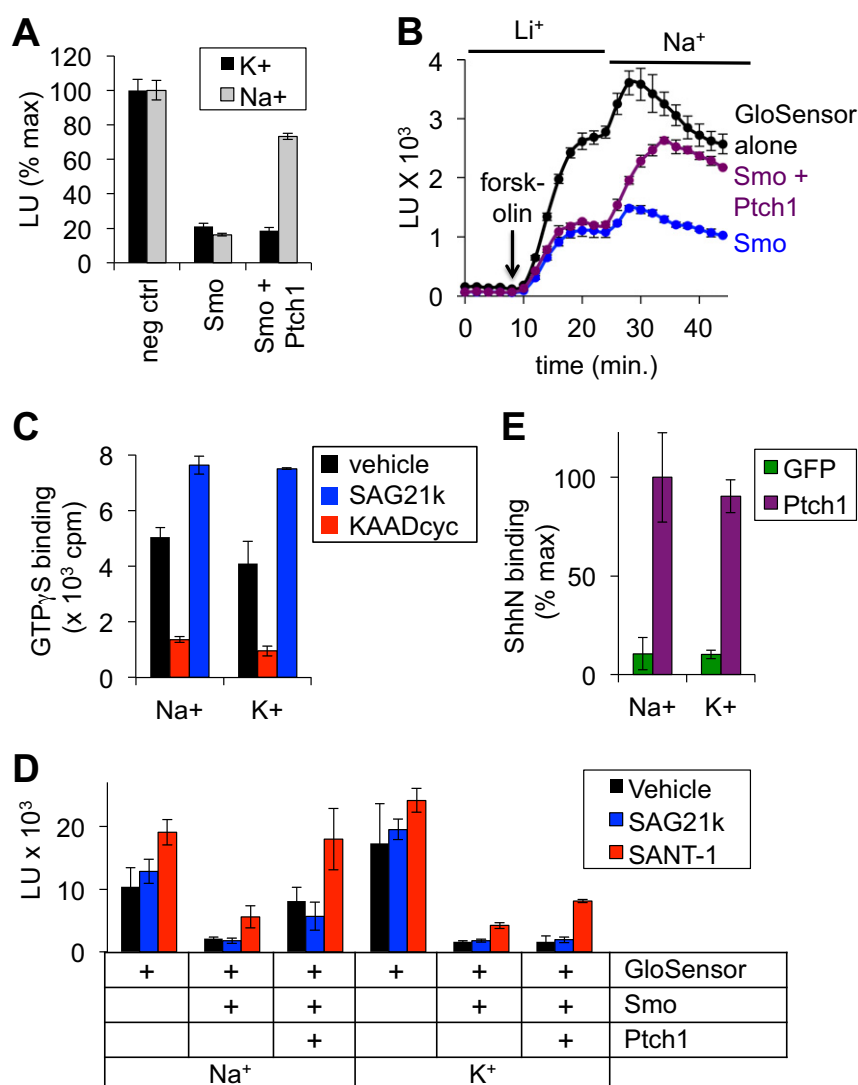 A
K+
Na+
LU (% max)
120
100
80
60
40
20
0
neg ctrl
Smo
Smo +
Ptch1
B
Li⁺
Na⁺
LU X 10³
4
3
2
1
0
forsk-
olin
GloSensor
alone
Smo +
Ptch1
Smo
0
10
20
30
40
time (min.)
C
GTPγS binding
(x 10³ cpm)
8
6
4
2
0
vehicle
SAG21k
KAADcyc
Na+
K+
E
ShhN binding
(% max)
100
50
0
GFP
Ptch1
Na+
K+
D
LU x 10³
20
10
0
Vehicle
SAG21k
SANT-1
+ + + + + + GloSensor
+ + + + Smo
+ + Ptch1
Na⁺ K⁺